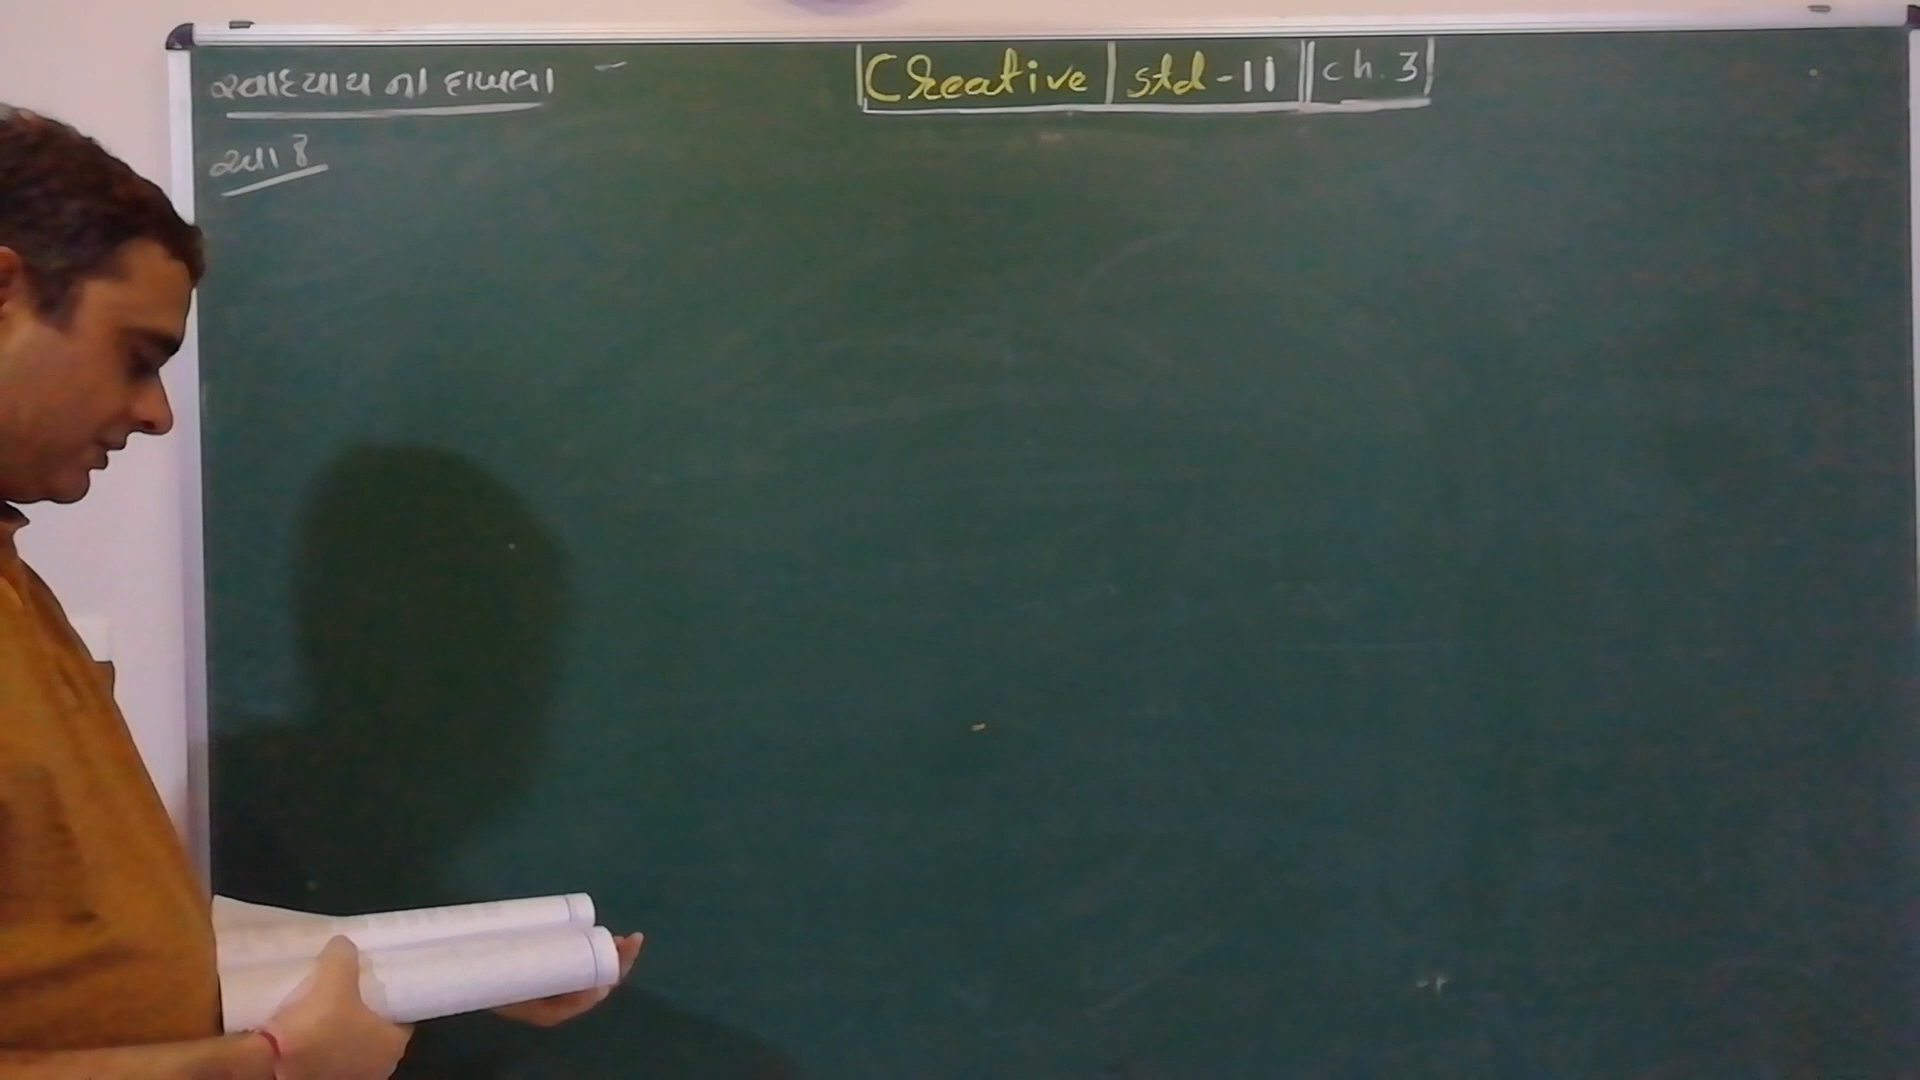 સ્વાધ્યાય ના દાખલા -
Creative | std-11 || ch. 3